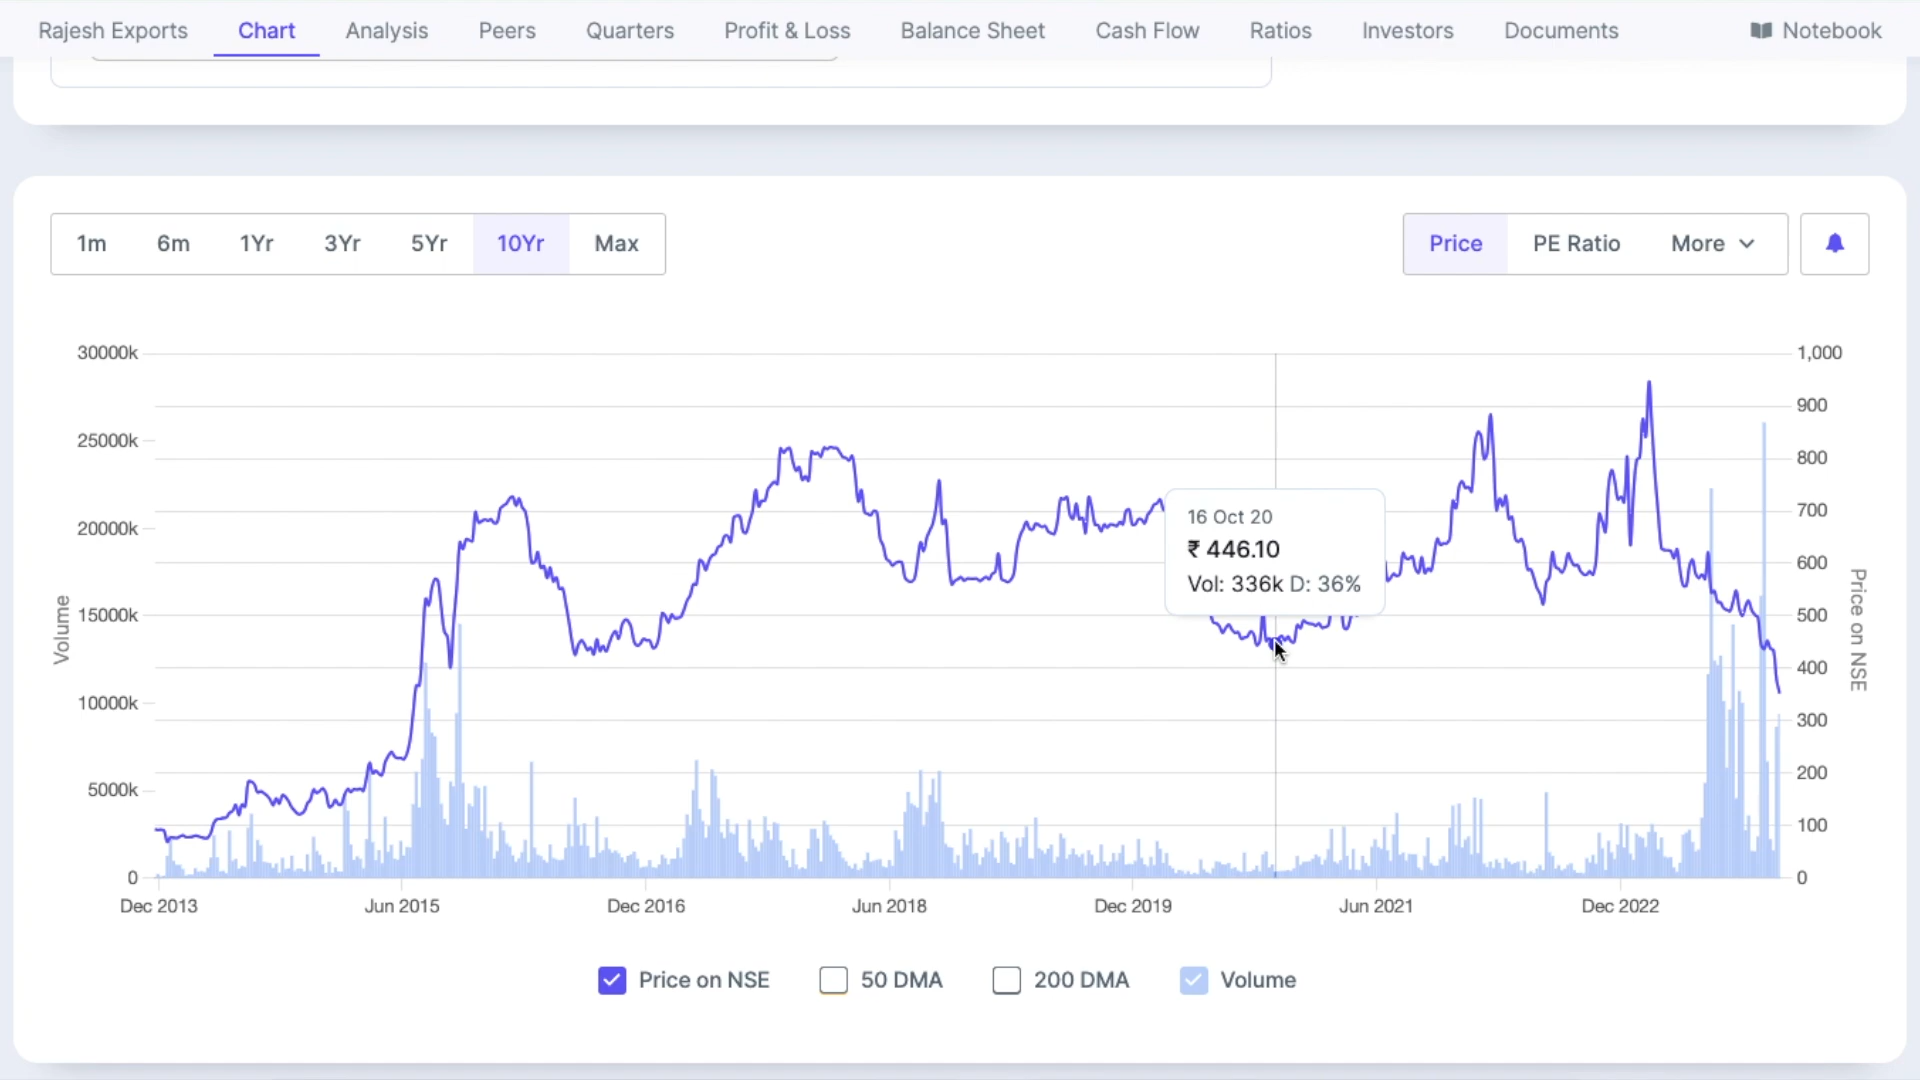 Rajesh Exports Chart Analysis Peers Quarters Profit & Loss Balance Sheet Cash Flow Ratios Investors Documents Notebook
1m 6m 1Yr 3Yr 5Yr 10Yr Max Price PE Ratio More
30000k
25000k
20000k
15000k
10000k
5000k
0
Volume
16 Oct 20
₹ 446.10
Vol: 336k D: 36%
1,000
900
800
700
600
500
400
300
200
100
0
Price on NSE
Dec 2013 Jun 2015 Dec 2016 Jun 2018 Dec 2019 Jun 2021 Dec 2022
Price on NSE 50 DMA 200 DMA Volume